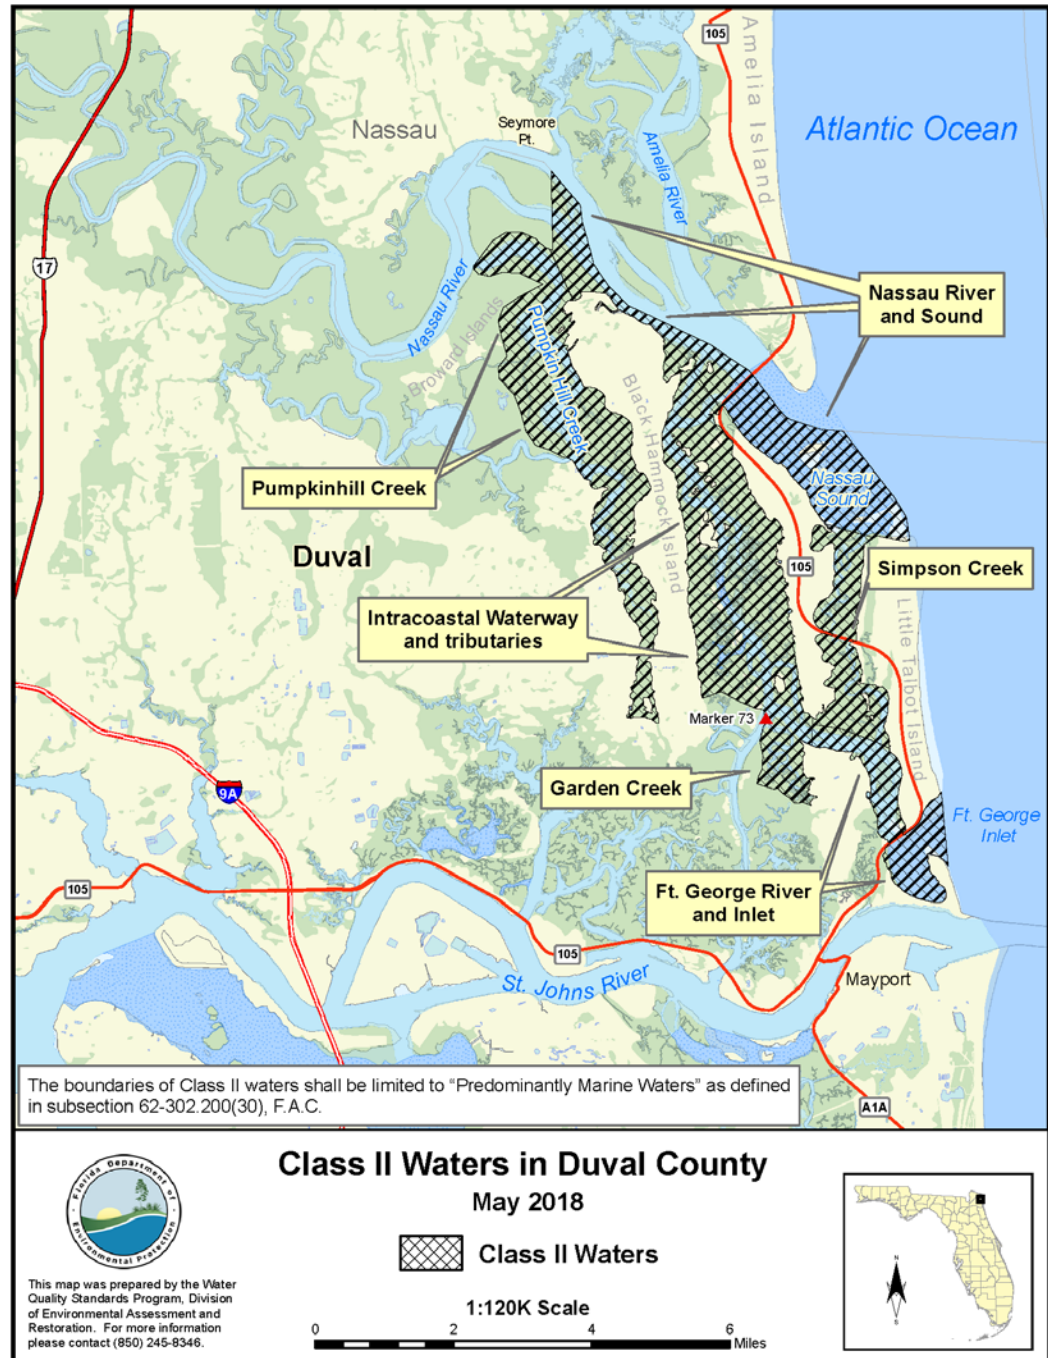 105
Amelia Island
Atlantic Ocean
Nassau
Seymore
Pt.
Amelia River
17
Nassau River
and Sound
Nassau River
Broward Islands
Pumpkin Hill Creek
Black Hammock Island
Pumpkinhill Creek
Nassau
Sound
Duval
105
Simpson Creek
Intracoastal Waterway
and tributaries
Little Talbot Island
Marker 73
Garden Creek
9A
Ft. George
Inlet
105
Ft. George River
and Inlet
105
St. Johns River
Mayport
The boundaries of Class II waters shall be limited to “Predominantly Marine Waters” as defined
in subsection 62-302.200(30), F.A.C.
A1A
Class II Waters in Duval County
May 2018
Class II Waters
1:120K Scale
0 2 4 6
Miles
Florida Department of
Environmental Protection
This map was prepared by the Water
Quality Standards Program, Division
of Environmental Assessment and
Restoration. For more information
please contact (850) 245-8346.
N
S